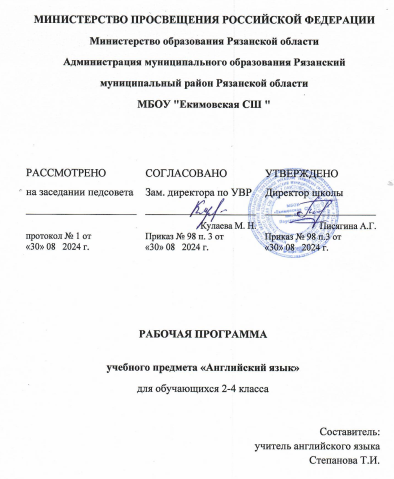 МИНИСТЕРСТВО ПРОСВЕЩЕНИЯ РОССИЙСКОЙ ФЕДЕРАЦИИ
Министерство образования Рязанской области
Администрация муниципального образования Рязанский
муниципальный район Рязанской области
МБОУ "Екимовская СШ "
РАССМОТРЕНО
на заседании педсовета
протокол № 1 от
«30» 08 2024 г.
СОГЛАСОВАНО
Зам. директора по УВР
Кулаева М. Н.
Приказ № 98 п. 3 от
«30» 08 2024 г.
УТВЕРЖДЕНО
Директор школы
Писягина А.Г.
Приказ № 98 п.3 от
«30» 08 2024 г.
РАБОЧАЯ ПРОГРАММА
учебного предмета «Английский язык»
для обучающихся 2-4 класса
Составитель:
учитель английского языка
Степанова Т.И.